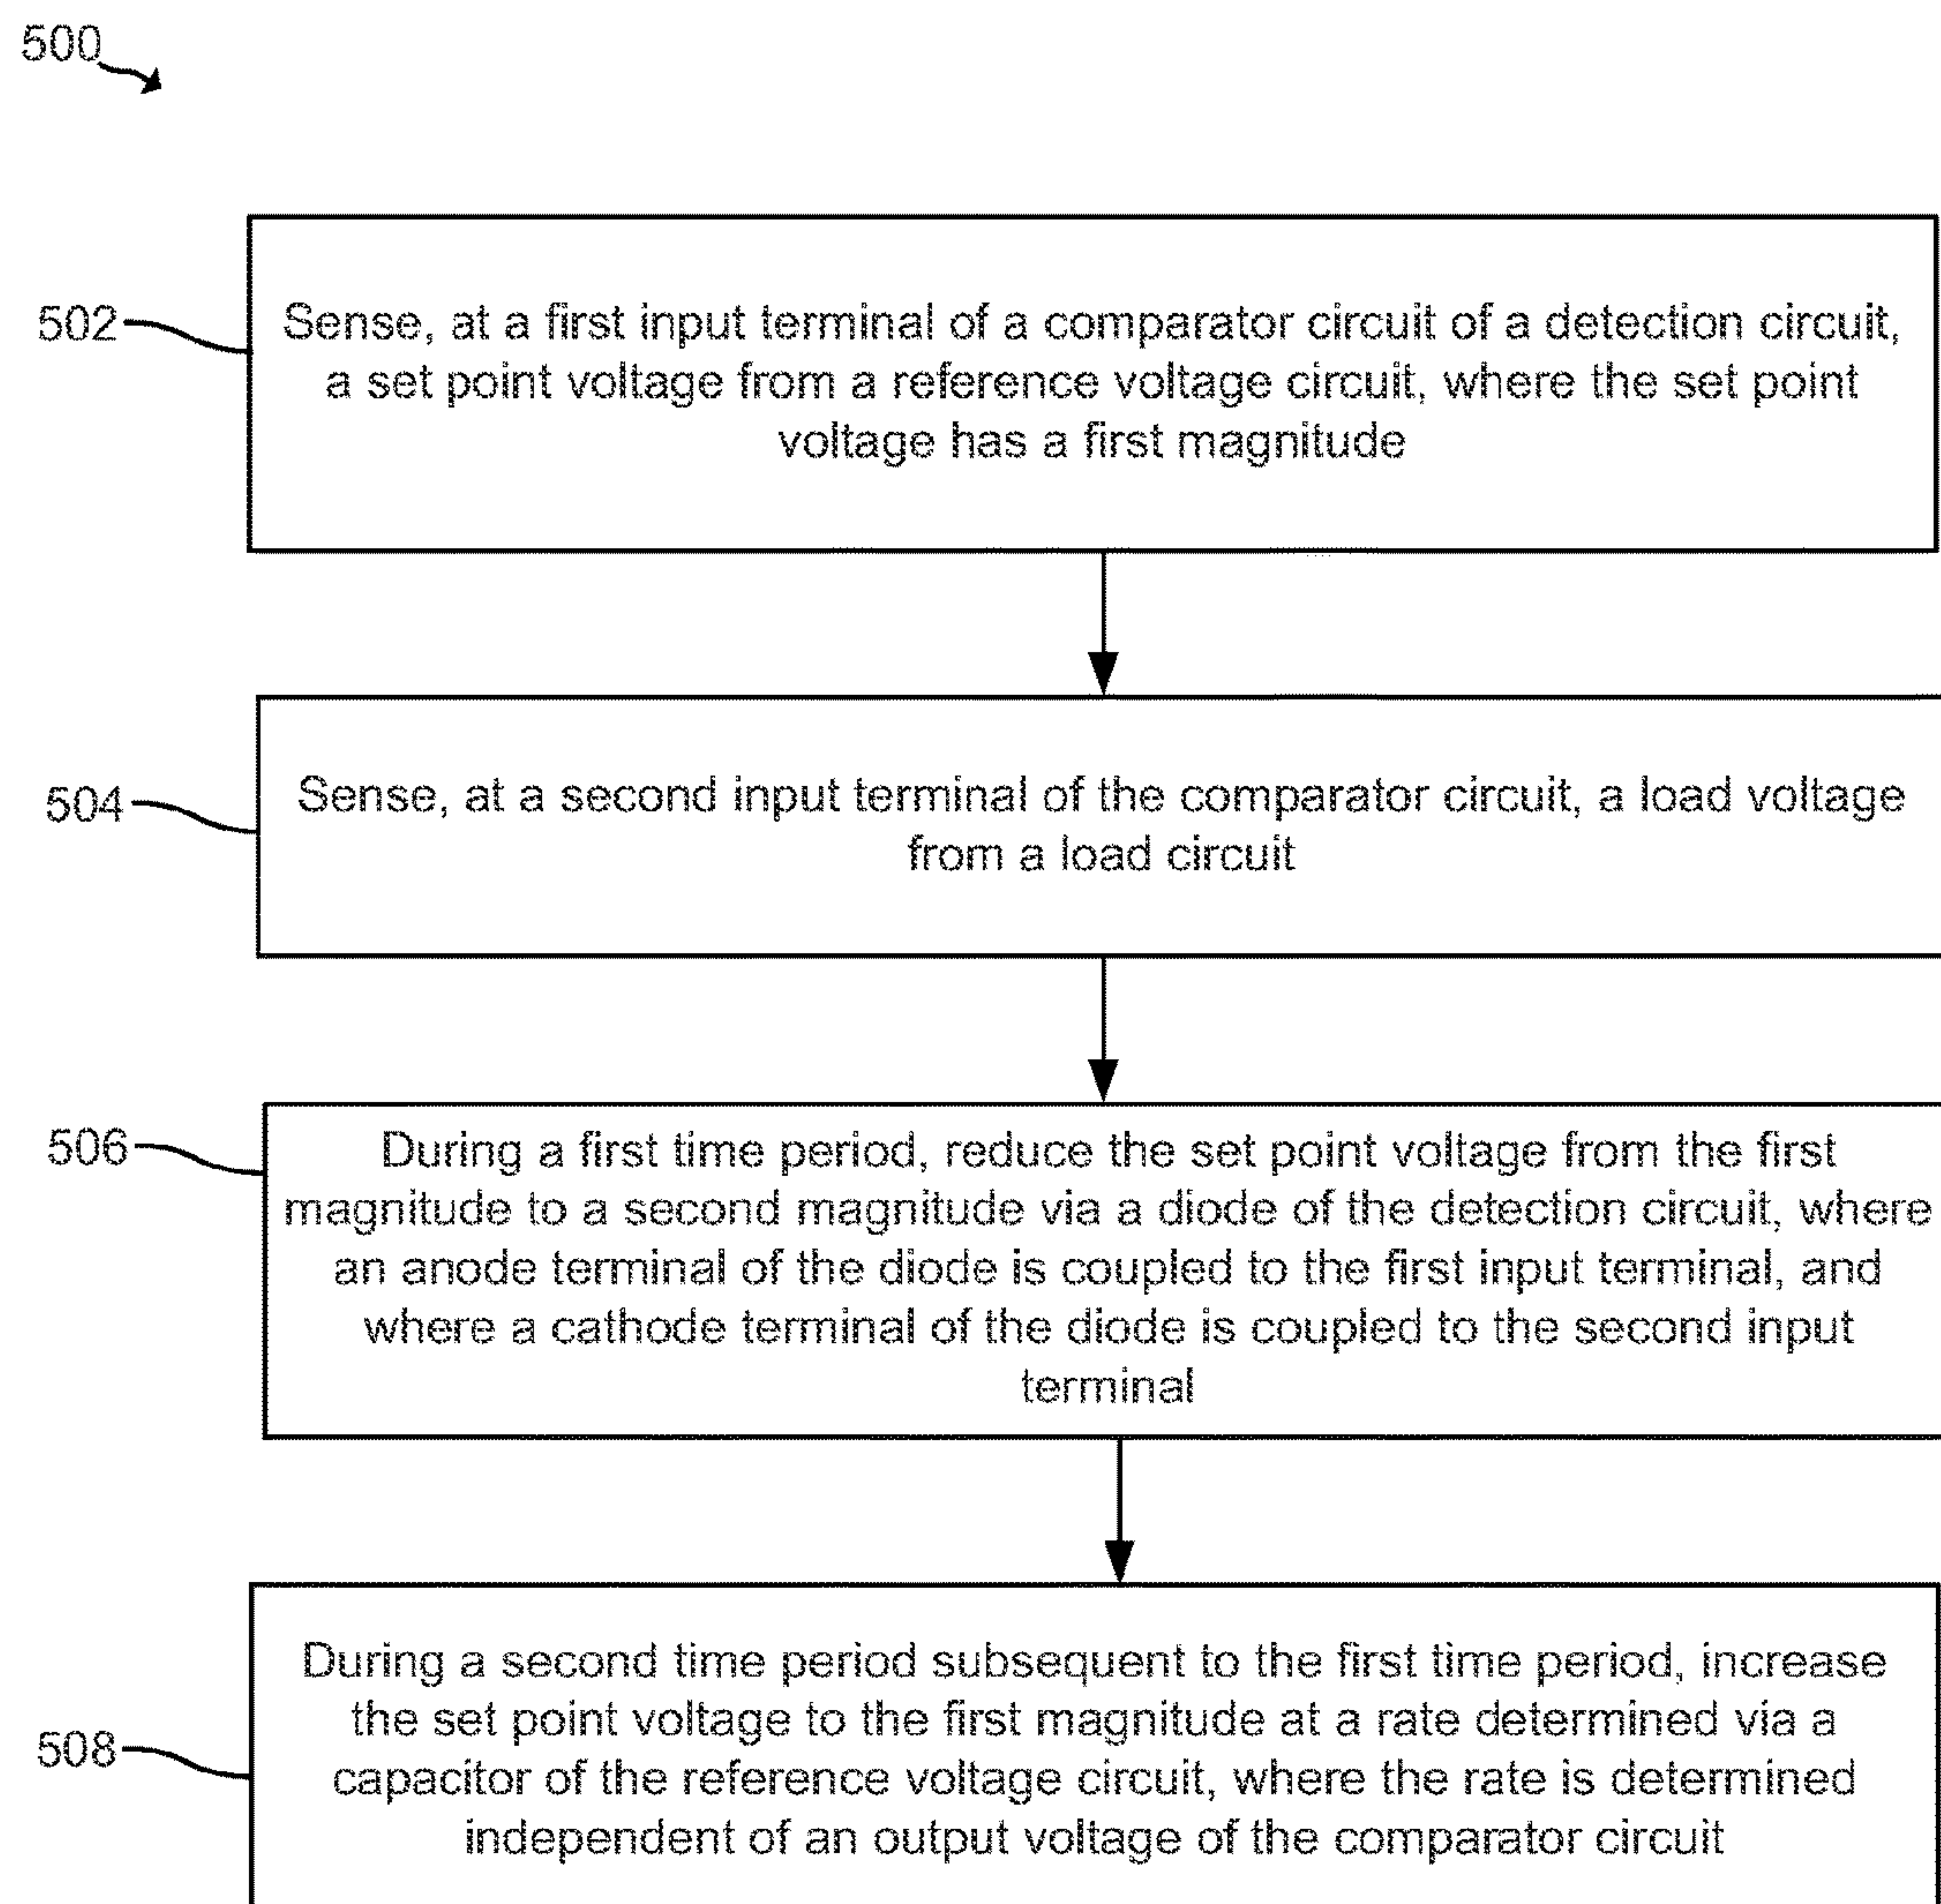 500
502
Sense, at a first input terminal of a comparator circuit of a detection circuit,
a set point voltage from a reference voltage circuit, where the set point
voltage has a first magnitude
504
Sense, at a second input terminal of the comparator circuit, a load voltage
from a load circuit
506
During a first time period, reduce the set point voltage from the first
magnitude to a second magnitude via a diode of the detection circuit, where
an anode terminal of the diode is coupled to the first input terminal, and
where a cathode terminal of the diode is coupled to the second input
terminal
508
During a second time period subsequent to the first time period, increase
the set point voltage to the first magnitude at a rate determined via a
capacitor of the reference voltage circuit, where the rate is determined
independent of an output voltage of the comparator circuit